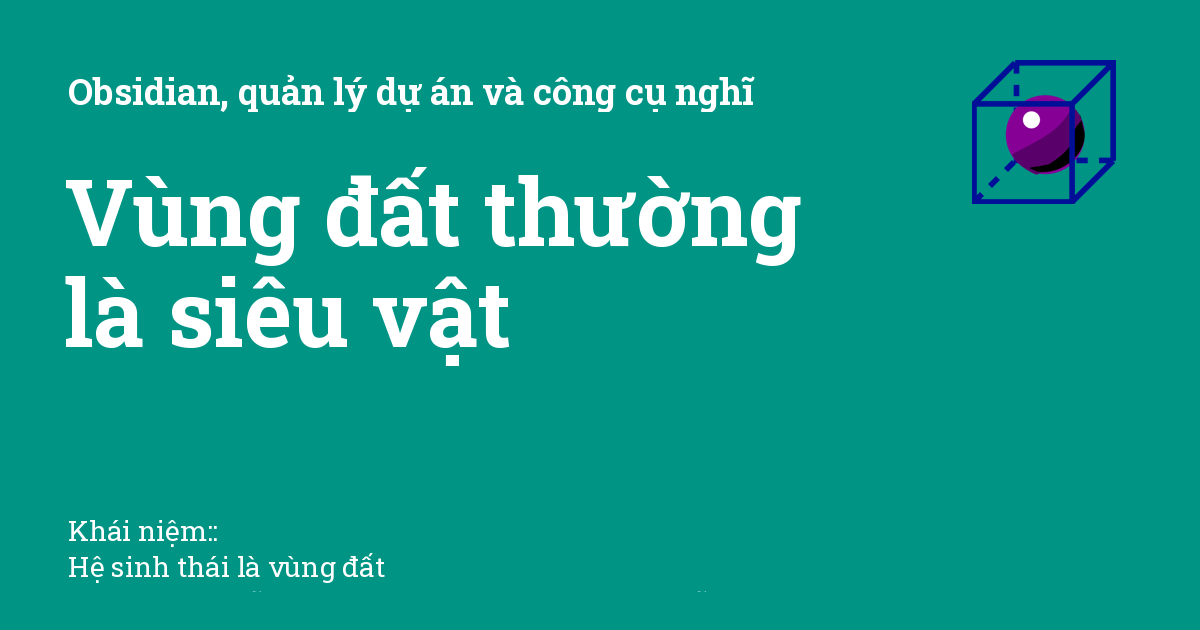 Obsidian, quản lý dự án và công cụ nghĩ
Vùng đất thường
là siêu vật
Khái niệm::
Hệ sinh thái là vùng đất